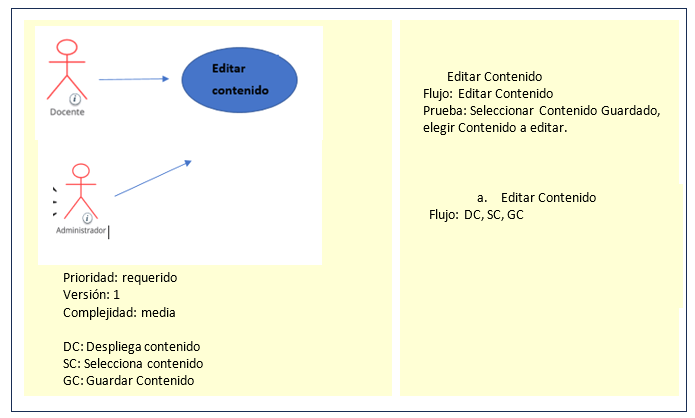 Editar
contenido
Docente
Administrador
Prioridad: requerido
Versión: 1
Complejidad: media
DC: Despliega contenido
SC: Selecciona contenido
GC: Guardar Contenido
Editar Contenido
Flujo: Editar Contenido
Prueba: Seleccionar Contenido Guardado,
elegir Contenido a editar.
a. Editar Contenido
Flujo: DC, SC, GC